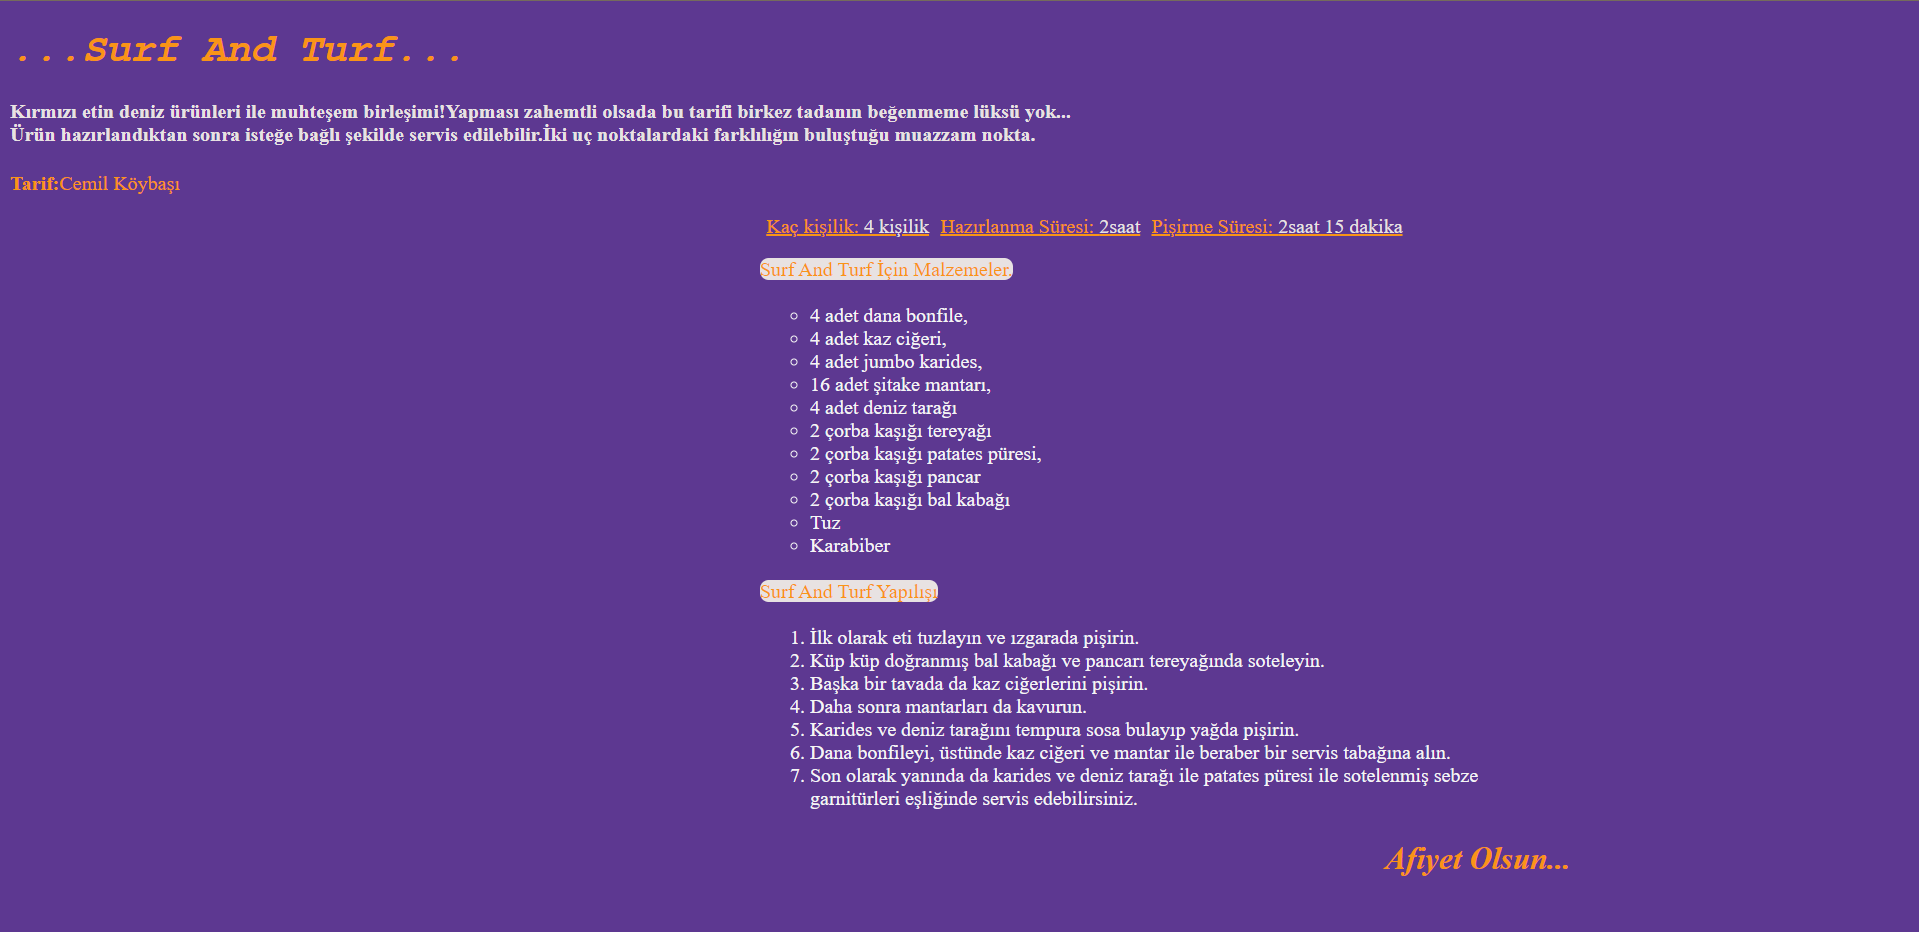 ...Surf And Turf...
Kırmızı etin deniz ürünleri ile muhteşem birleşimi!Yapması zahemtli olsada bu tarifi birkez tadanın beğenmeme lüksü yok...
Ürün hazırlandıktan sonra isteğe bağlı şekilde servis edilebilir.İki uç noktalardaki farklılığın buluştuğu muazzam nokta.
Tarif:Cemil Köybaşı
Kaç kişilik: 4 kişilik Hazırlanma Süresi: 2saat Pişirme Süresi: 2saat 15 dakika
Surf And Turf İçin Malzemeler.
4 adet dana bonfile,
4 adet kaz ciğeri,
4 adet jumbo karides,
16 adet şitake mantarı,
4 adet deniz tarağı
2 çorba kaşığı tereyağı
2 çorba kaşığı patates püresi,
2 çorba kaşığı pancar
2 çorba kaşığı bal kabağı
Tuz
Karabiber
Surf And Turf Yapılışı
1. İlk olarak eti tuzlayın ve ızgarada pişirin.
2. Küp küp doğranmış bal kabağı ve pancarı tereyağında soteleyin.
3. Başka bir tavada da kaz ciğerlerini pişirin.
4. Daha sonra mantarları da kavurun.
5. Karides ve deniz tarağını tempura sosa bulayıp yağda pişirin.
6. Dana bonfileyi, üstünde kaz ciğeri ve mantar ile beraber bir servis tabağına alın.
7. Son olarak yanında da karides ve deniz tarağı ile patates püresi ile sotelenmiş sebze
garnitürleri eşliğinde servis edebilirsiniz.
Afiyet Olsun...